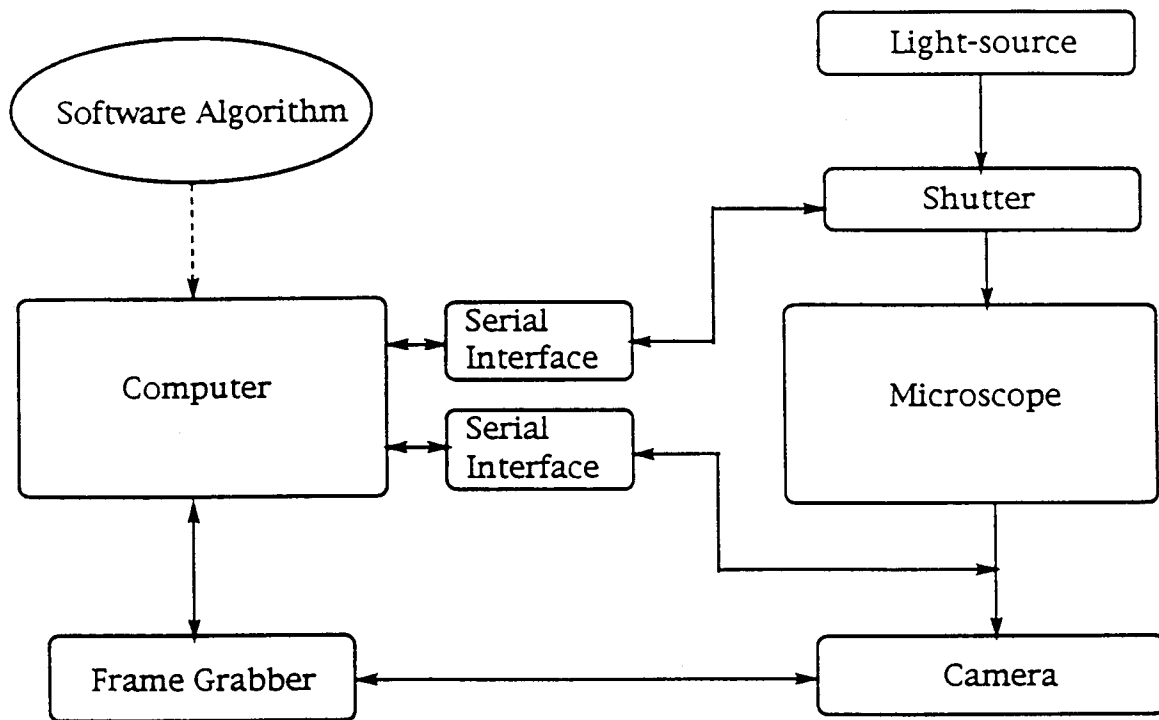 Light-source
Software Algorithm
Shutter
Serial
Interface
Computer
Microscope
Serial
Interface
Frame Grabber
Camera